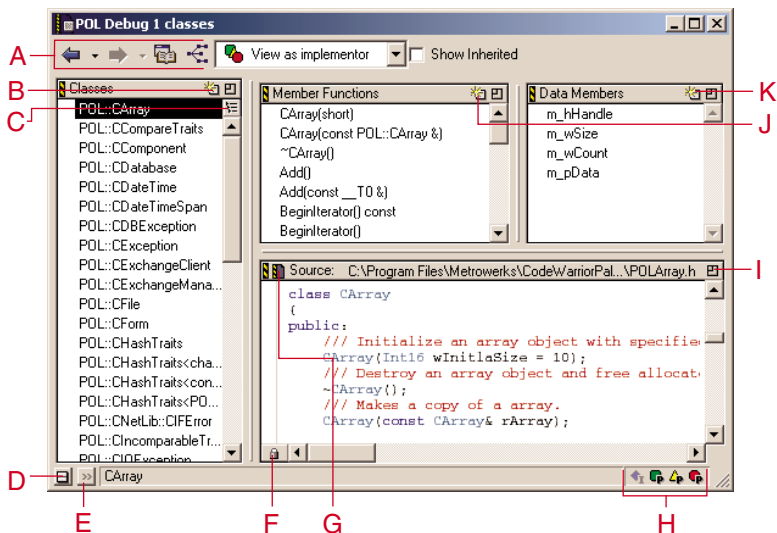 POL Debug 1 classes
A
View as implementor
Show Inherited
B
Classes
Member Functions
Data Members
K
C
POL::CArray
POL::CCompareTraits
POL::CComponent
POL::CDatabase
POL::CDateTime
POL::CDateTimeSpan
POL::CDBException
POL::CException
POL::CExchangeClient
POL::CExchangeMana...
POL::CFile
POL::CForm
POL::CHashTraits
POL::CHashTraits<cha...
POL::CHashTraits<con...
POL::CHashTraits<PO...
POL::CNetLib::CIFError
POL::CIncomparableTr...
POL::CIOException
CArray(short)
CArray(const POL::CArray &)
~CArray()
Add()
Add(const __T0 &)
BeginIterator() const
BeginIterator()
m_hHandle
m_wSize
m_wCount
m_pData
J
Source: C:\Program Files\Metrowerks\CodeWarriorPal...\POLArray.h
I
class CArray
{
public:
/// Initialize an array object with specifie
CArray(Int16 wInitlaSize = 10);
/// Destroy an array object and free allocat
~CArray();
/// Makes a copy of a array.
CArray(const CArray& rArray);
D
CArray
E
F
G
H